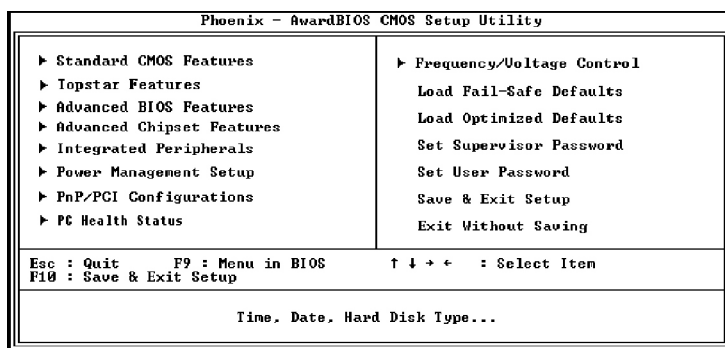 Phoenix - AwardBIOS CMOS Setup Utility
▶ Standard CMOS Features
▶ Topstar Features
▶ Advanced BIOS Features
▶ Advanced Chipset Features
▶ Integrated Peripherals
▶ Power Management Setup
▶ PnP/PCI Configurations
▶ PC Health Status
▶ Frequency/Voltage Control
Load Fail-Safe Defaults
Load Optimized Defaults
Set Supervisor Password
Set User Password
Save & Exit Setup
Exit Without Saving
Esc : Quit F9 : Menu in BIOS ↑ ↓ → ← : Select Item
F10 : Save & Exit Setup
Time, Date, Hard Disk Type...